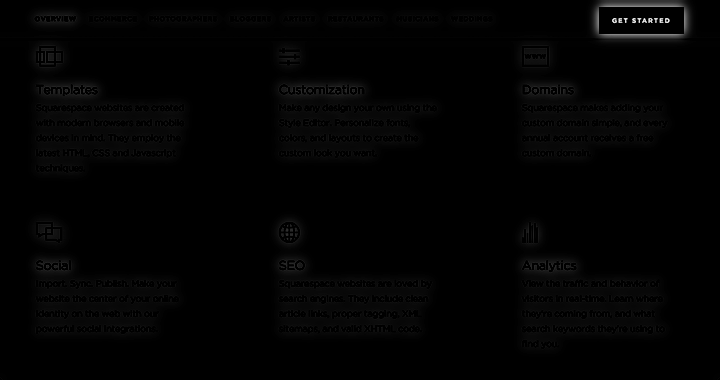 OVERVIEW ECOMMERCE PHOTOGRAPHERS BLOGGERS ARTISTS RESTAURANTS MUSICIANS WEDDINGS
GET STARTED
Templates
Squarespace websites are created
with modern browsers and mobile
devices in mind. They employ the
latest HTML, CSS and Javascript
techniques.
Customization
Make any design your own using the
Style Editor. Personalize fonts,
colors, and layouts to create the
custom look you want.
WWW
Domains
Squarespace makes adding your
custom domain simple, and every
annual account receives a free
custom domain.
Social
Import. Sync. Publish. Make your
website the center of your online
identity on the web with our
powerful social integrations.
SEO
Squarespace websites are loved by
search engines. They include clean
article links, proper tagging, XML
sitemaps, and valid XHTML code.
Analytics
View the traffic and behavior of
visitors in real-time. Learn where
they're coming from, and what
search keywords they're using to
find you.